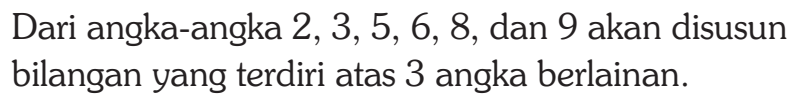 Dari angka-angka 2, 3, 5, 6, 8, dan 9 akan disusun
bilangan yang terdiri atas 3 angka berlainan.